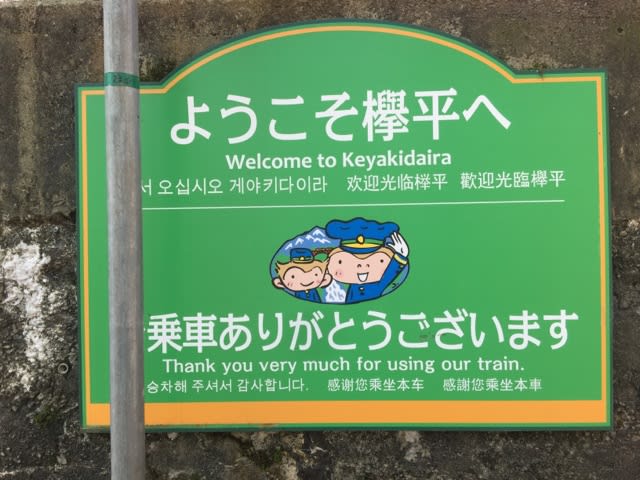 ようこそ欅平へ
Welcome to Keyakidaira
서 오십시오 게야키다이라 欢迎光临榉平 歡迎光臨櫸平
乗車ありがとうございます
Thank you very much for using our train.
승차해 주셔서 감사합니다. 感谢您乘坐本车 感謝您乘坐本車